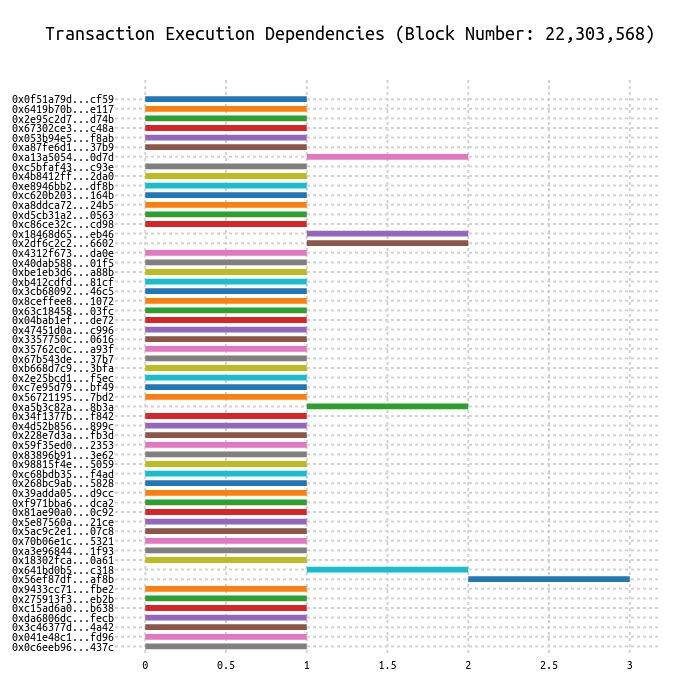 Transaction Execution Dependencies (Block Number: 22,303,568)
0x0f51a79d...cf59
0x6419b70b...e117
0x2e95c2d7...d74b
0x67302ce3...c48a
0x053b94e5...f8ab
0xa87fe6d1...37b9
0xa13a5054...0d7d
0xc5bfaf43...c93e
0x4b8412ff...2da0
0xe8946bb2...df8b
0xc620b203...164b
0xa8ddca72...24b5
0xd5cb31a2...0563
0xc86ce32c...cd98
0x18468d65...eb46
0x2df6c2c2...6602
0x4312f673...da0e
0x40dab588...01f5
0xbe1eb3d6...a88b
0xb412cdfd...81cf
0x3cb68092...46c5
0x8ceffee8...1072
0x63c18458...03fc
0x04bab1ef...de72
0x47451d0a...c996
0x3357750c...0616
0x35762c0c...a93f
0x67b543de...37b7
0xb668d7c9...3bfa
0x2e25bcd1...f5ec
0xc7e95d79...bf49
0x56721195...7bd2
0xa5b3c82a...8b3a
0x34f1377b...f842
0x4d52b856...899c
0x228e7d3a...fb3d
0x59f35ed0...2353
0x83896b91...3e62
0x98815f4e...5059
0xc68bdb35...f4ad
0x268bc9ab...5828
0x39adda05...d9cc
0xf971bba6...dca2
0x81ae90a0...0c92
0x5e87560a...21ce
0x5ac9c2e1...07c8
0x70b06e1c...5321
0xa3e96844...1f93
0x18302fca...0a61
0x641bd0b5...c318
0x56ef87df...af8b
0x9433cc71...fbe2
0x275913f3...eb2b
0xc15ad6a0...b638
0xda6806dc...fecb
0x3c46377d...4a42
0x041e48c1...fd96
0x0c6eeb96...437c
0 0.5 1 1.5 2 2.5 3